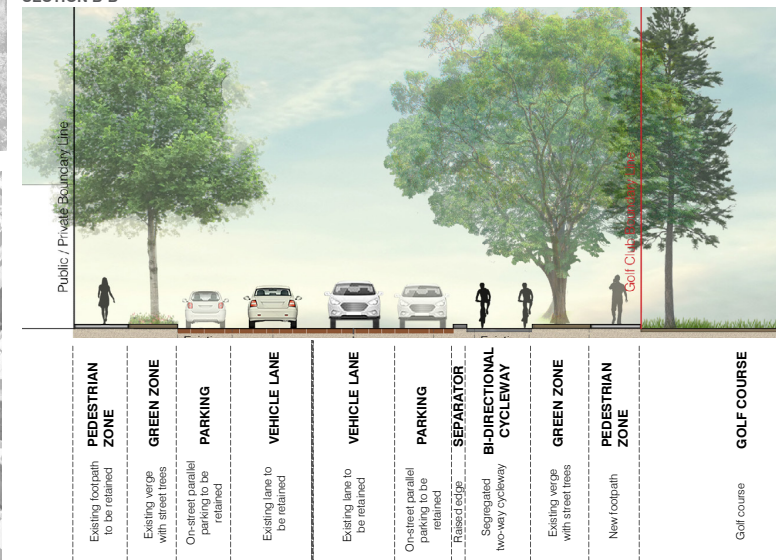 Public / Private Boundary Line
Golf Club Boundary Line
PEDESTRIAN
ZONE
Existing footpath
to be retained
GREEN ZONE
Existing verge
with street trees
PARKING
On-street parallel
parking to be
retained
VEHICLE LANE
Existing lane to
be retained
VEHICLE LANE
Existing lane to
be retained
PARKING
On-street parallel
parking to be
retained
SEPARATOR
Raised edge
BI-DIRECTIONAL
CYCLEWAY
Segregated
two-way cycleway
GREEN ZONE
Existing verge
with street trees
PEDESTRIAN
ZONE
New footpath
GOLF COURSE
Golf course